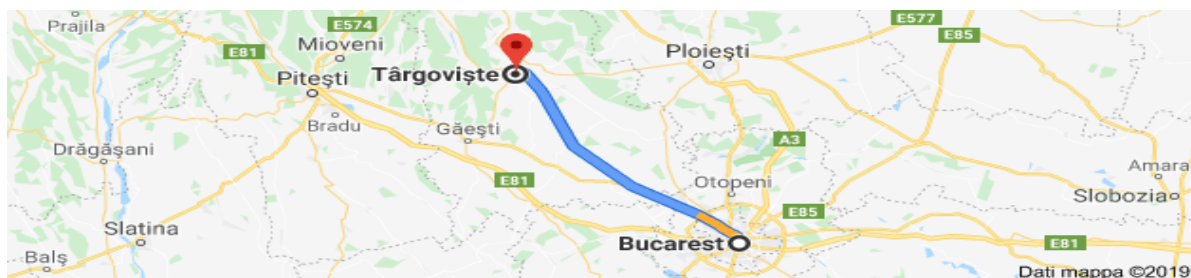 Prajila
E574
E577
E81
Mioveni
Ploiești
E85
Târgoviște
Pitești
Bradu
Găești
A3
Drăgășani
Amara
E81
Otopeni
Slobozia
E85
Slatina
Bucarest
E81
Balș
Dati mappa ©2019